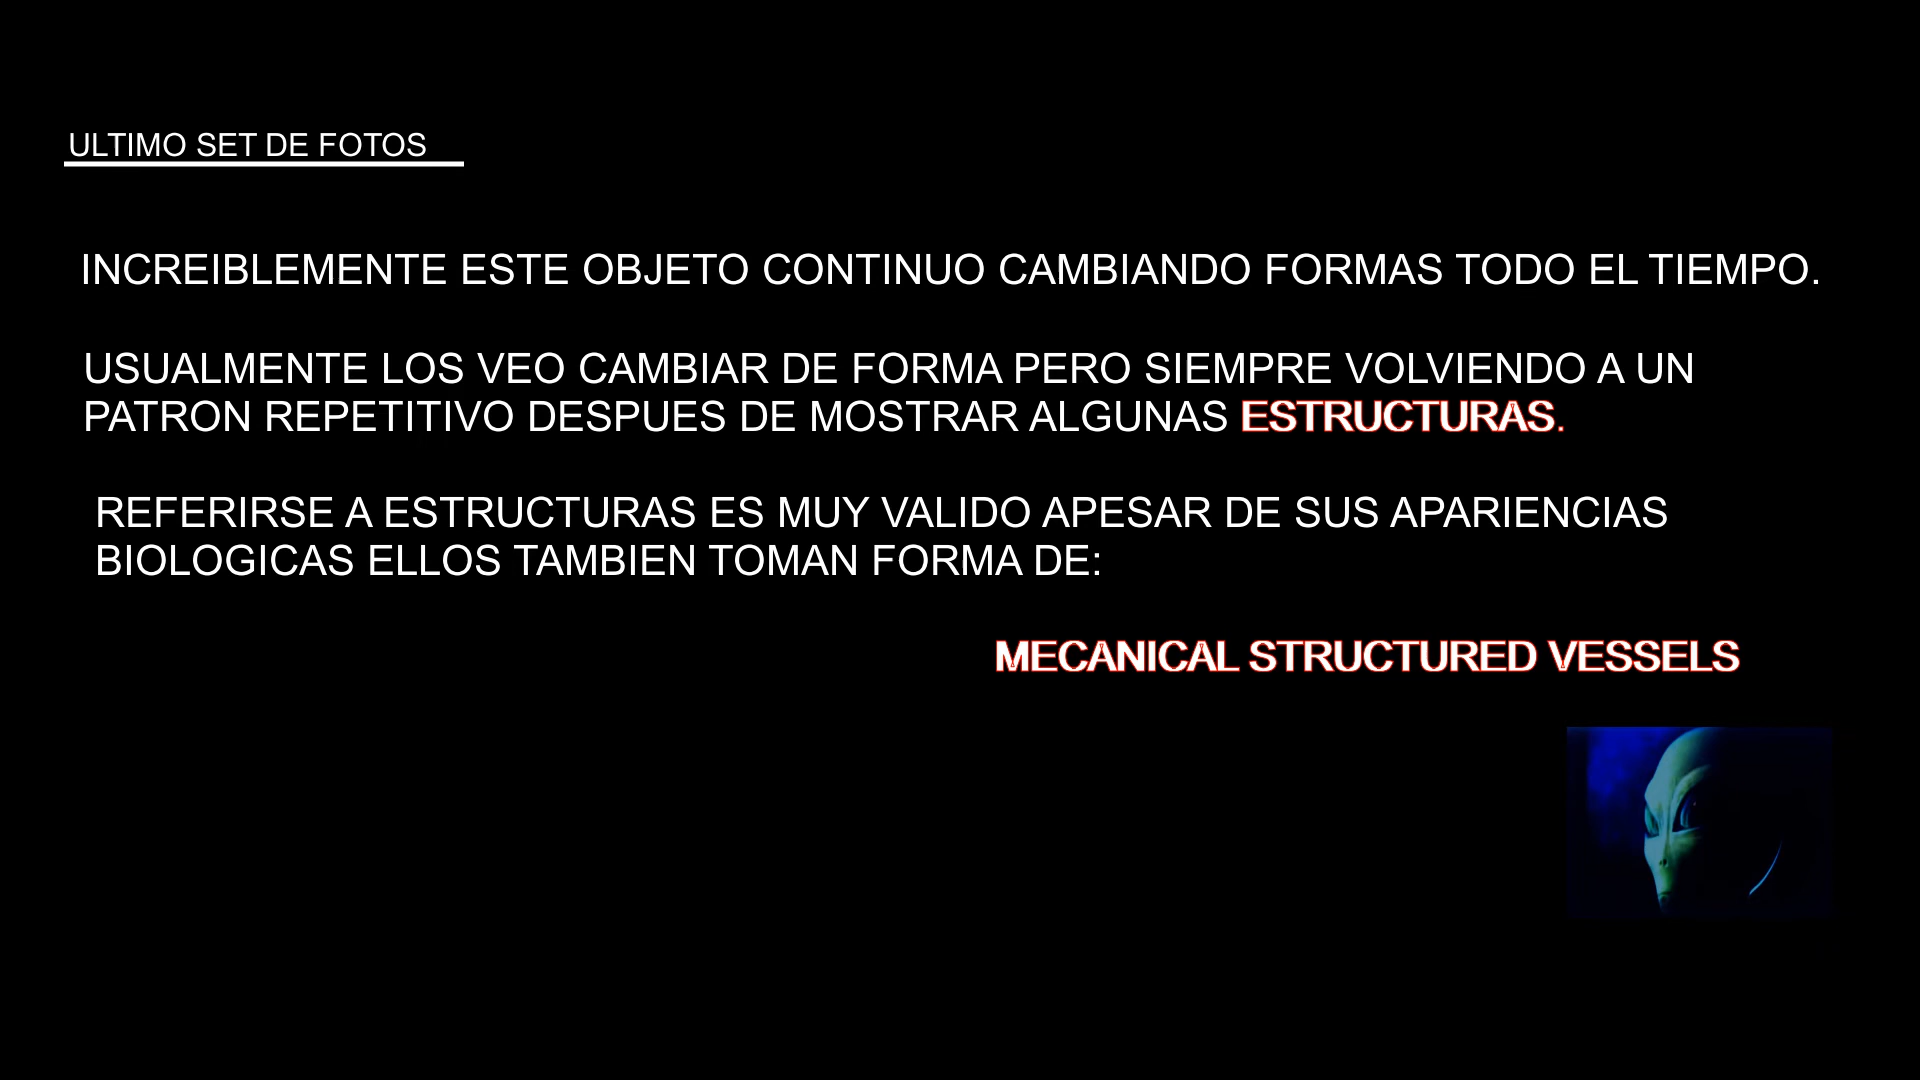 ULTIMO SET DE FOTOS
INCREIBLEMENTE ESTE OBJETO CONTINUO CAMBIANDO FORMAS TODO EL TIEMPO.
USUALMENTE LOS VEO CAMBIAR DE FORMA PERO SIEMPRE VOLVIENDO A UN
PATRON REPETITIVO DESPUES DE MOSTRAR ALGUNAS ESTRUCTURAS.
REFERIRSE A ESTRUCTURAS ES MUY VALIDO APESAR DE SUS APARIENCIAS
BIOLOGICAS ELLOS TAMBIEN TOMAN FORMA DE:
MECANICAL STRUCTURED VESSELS